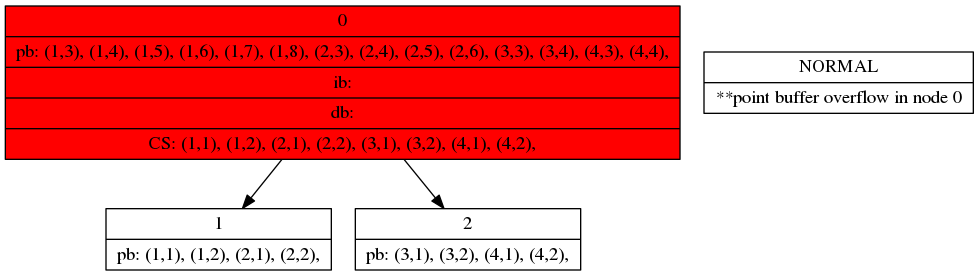 0
pb: (1,3), (1,4), (1,5), (1,6), (1,7), (1,8), (2,3), (2,4), (2,5), (2,6), (3,3), (3,4), (4,3), (4,4),
ib:
db:
CS: (1,1), (1,2), (2,1), (2,2), (3,1), (3,2), (4,1), (4,2),
NORMAL
**point buffer overflow in node 0
1
pb: (1,1), (1,2), (2,1), (2,2),
2
pb: (3,1), (3,2), (4,1), (4,2),